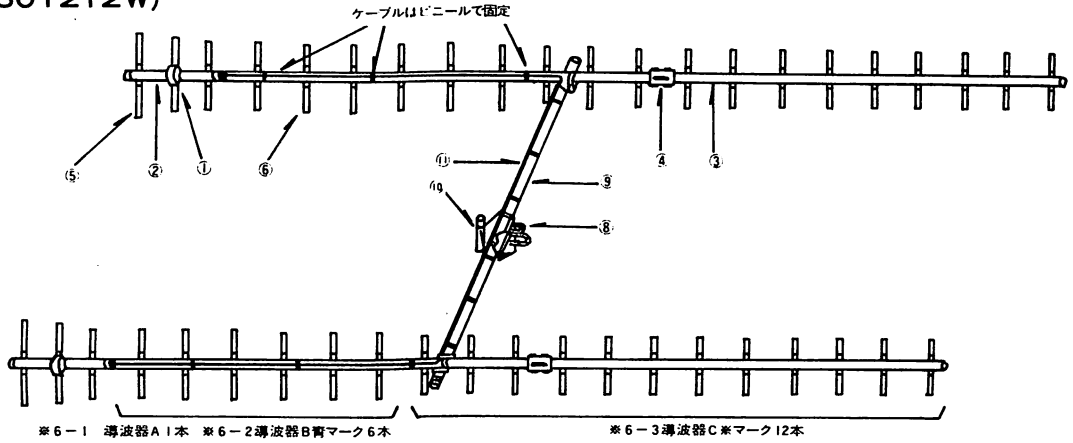 ケーブルはビニールで固定
⑤ ② ① ⑥ ⑪ ⑨ ④ ③
⑩ ⑧
※6-1 導波器A1本 ※6-2導波器B青マーク6本
※6-3導波器C※マーク12本